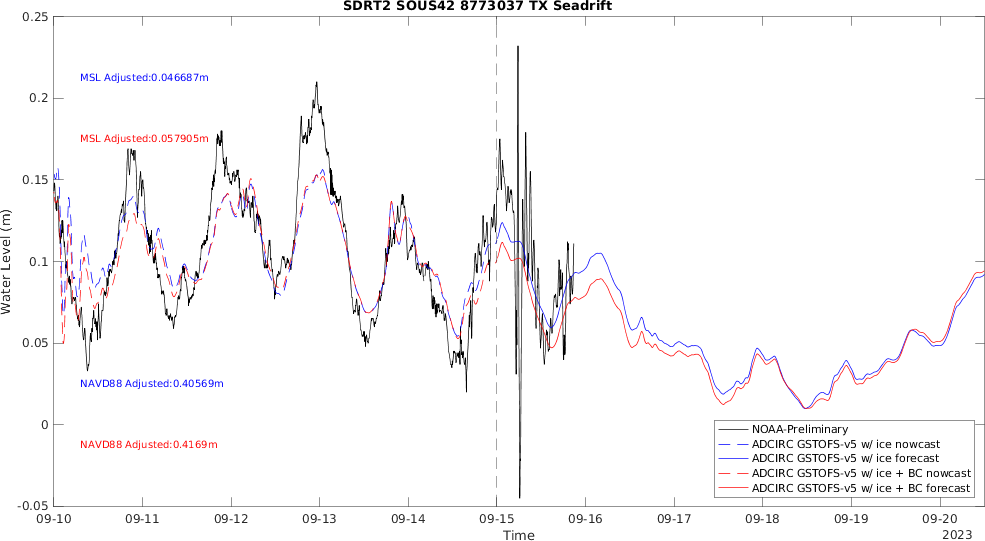 SDRT2 SOUS42 8773037 TX Seadrift
0.25
0.2
0.15
0.1
0.05
0
-0.05
Water Level (m)
MSL Adjusted:0.046687m
MSL Adjusted:0.057905m
NAVD88 Adjusted:0.40569m
NAVD88 Adjusted:0.4169m
NOAA-Preliminary
ADCIRC GSTOFS-v5 w/ ice nowcast
ADCIRC GSTOFS-v5 w/ ice forecast
ADCIRC GSTOFS-v5 w/ ice + BC nowcast
ADCIRC GSTOFS-v5 w/ ice + BC forecast
09-10 09-11 09-12 09-13 09-14 09-15 09-16 09-17 09-18 09-19 09-20
Time
2023